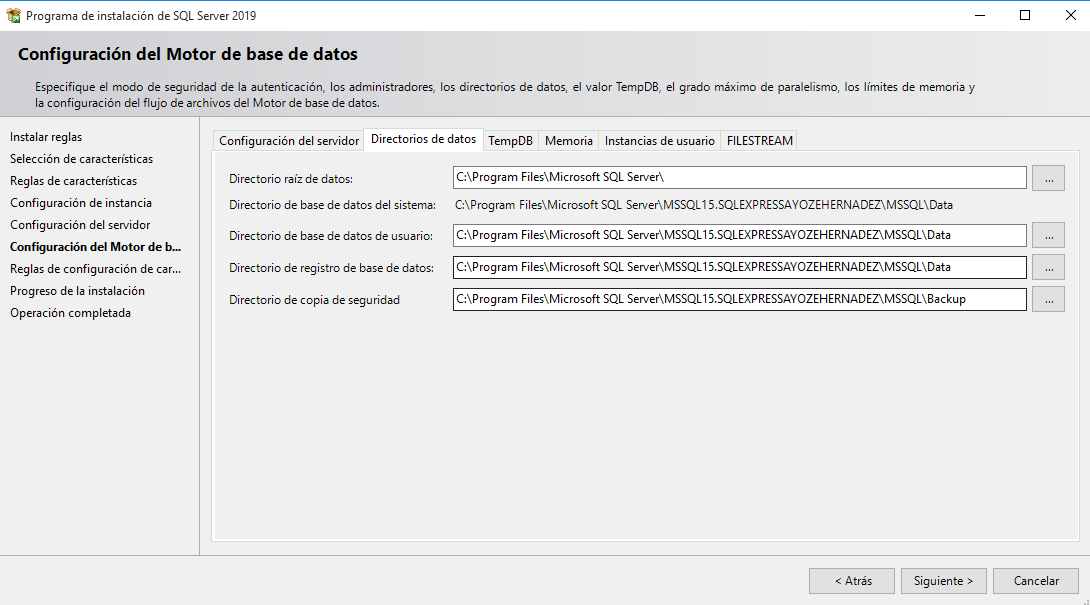 Programa de instalación de SQL Server 2019
Configuración del Motor de base de datos
Especifique el modo de seguridad de la autenticación, los administradores, los directorios de datos, el valor TempDB, el grado máximo de paralelismo, los límites de memoria y
la configuración del flujo de archivos del Motor de base de datos.
Instalar reglas
Selección de características
Reglas de características
Configuración de instancia
Configuración del servidor
Configuración del Motor de b...
Reglas de configuración de car...
Progreso de la instalación
Operación completada
Configuración del servidor Directorios de datos TempDB Memoria Instancias de usuario FILESTREAM
Directorio raíz de datos: C:\Program Files\Microsoft SQL Server\ ...
Directorio de base de datos del sistema: C:\Program Files\Microsoft SQL Server\MSSQL15.SQLEXPRESSAYOZEHERNADEZ\MSSQL\Data
Directorio de base de datos de usuario: C:\Program Files\Microsoft SQL Server\MSSQL15.SQLEXPRESSAYOZEHERNADEZ\MSSQL\Data ...
Directorio de registro de base de datos: C:\Program Files\Microsoft SQL Server\MSSQL15.SQLEXPRESSAYOZEHERNADEZ\MSSQL\Data ...
Directorio de copia de seguridad C:\Program Files\Microsoft SQL Server\MSSQL15.SQLEXPRESSAYOZEHERNADEZ\MSSQL\Backup ...
< Atrás Siguiente > Cancelar